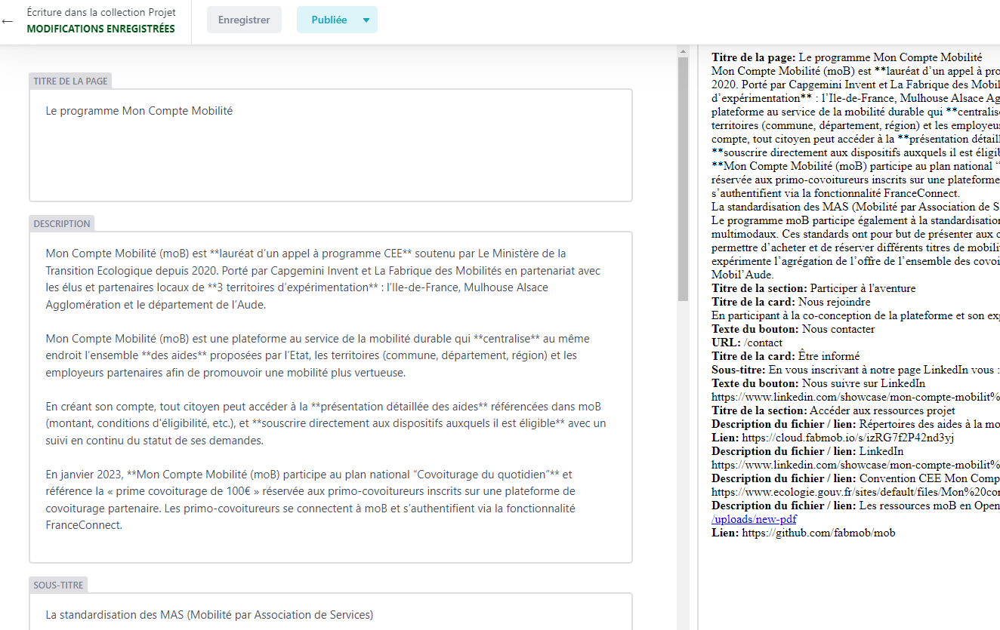 ←
Écriture dans la collection Projet
MODIFICATIONS ENREGISTRÉES
Enregistrer
Publiée
TITRE DE LA PAGE
Le programme Mon Compte Mobilité
DESCRIPTION
Mon Compte Mobilité (moB) est **lauréat d’un appel à programme CEE** soutenu par Le Ministère de la
Transition Ecologique depuis 2020. Porté par Capgemini Invent et La Fabrique des Mobilités en partenariat avec
les élus et partenaires locaux de **3 territoires d’expérimentation** : l’Ile-de-France, Mulhouse Alsace
Agglomération et le département de l’Aude.
Mon Compte Mobilité (moB) est une plateforme au service de la mobilité durable qui **centralise** au même
endroit l’ensemble **des aides** proposées par l’Etat, les territoires (commune, département, région) et les
employeurs partenaires afin de promouvoir une mobilité plus vertueuse.
En créant son compte, tout citoyen peut accéder à la **présentation détaillée des aides** référencées dans moB
(montant, conditions d'éligibilité, etc.), et **souscrire directement aux dispositifs auxquels il est éligible** avec un
suivi en continu du statut de ses demandes.
En janvier 2023, **Mon Compte Mobilité (moB) participe au plan national “Covoiturage du quotidien”** et
référence la « prime covoiturage de 100€ » réservée aux primo-covoitureurs inscrits sur une plateforme de
covoiturage partenaire. Les primo-covoitureurs se connectent à moB et s’authentifient via la fonctionnalité
FranceConnect.
SOUS-TITRE
La standardisation des MAS (Mobilité par Association de Services)
Titre de la page: Le programme Mon Compte Mobilité
Mon Compte Mobilité (moB) est **lauréat d’un appel à pro
2020. Porté par Capgemini Invent et La Fabrique des Mobil
d’expérimentation** : l’Ile-de-France, Mulhouse Alsace Ag
plateforme au service de la mobilité durable qui **centralise
territoires (commune, département, région) et les employeur
compte, tout citoyen peut accéder à la **présentation détaill
**souscrire directement aux dispositifs auxquels il est éligib
**Mon Compte Mobilité (moB) participe au plan national “
réservée aux primo-covoitureurs inscrits sur une plateforme
s’authentifient via la fonctionnalité FranceConnect.
La standardisation des MAS (Mobilité par Association de S
Le programme moB participe également à la standardisation
multimodaux. Ces standards ont pour but de présenter aux c
permettre d’acheter et de réserver différents titres de mobilit
expérimente l’agrégation de l’offre de l’ensemble des covoi
Mobil’Aude.
Titre de la section: Participer à l'aventure
Titre de la card: Nous rejoindre
En participant à la co-conception de la plateforme et son exp
Texte du bouton: Nous contacter
URL: /contact
Titre de la card: Être informé
Sous-titre: En vous inscrivant à notre page LinkedIn vous :
Texte du bouton: Nous suivre sur LinkedIn
https://www.linkedin.com/showcase/mon-compte-mobilit%
Titre de la section: Accéder aux ressources projet
Description du fichier / lien: Répertoires des aides à la mo
Lien: https://cloud.fabmob.io/s/izRG7f2P42nd3yj
Description du fichier / lien: LinkedIn
https://www.linkedin.com/showcase/mon-compte-mobilit%
Description du fichier / lien: Convention CEE Mon Comp
https://www.ecologie.gouv.fr/sites/default/files/Mon%20co
Description du fichier / lien: Les ressources moB en Open
/uploads/new-pdf
Lien: https://github.com/fabmob/mob